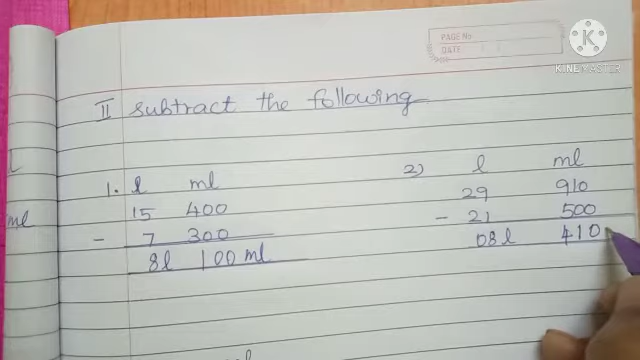 PAGE No
DATE
K
KINEMASTER
II subtract the following
1. l ml
15 400
- 7 300
8l 100 ml
2) l ml
29 910
- 21 500
08l 410
ml